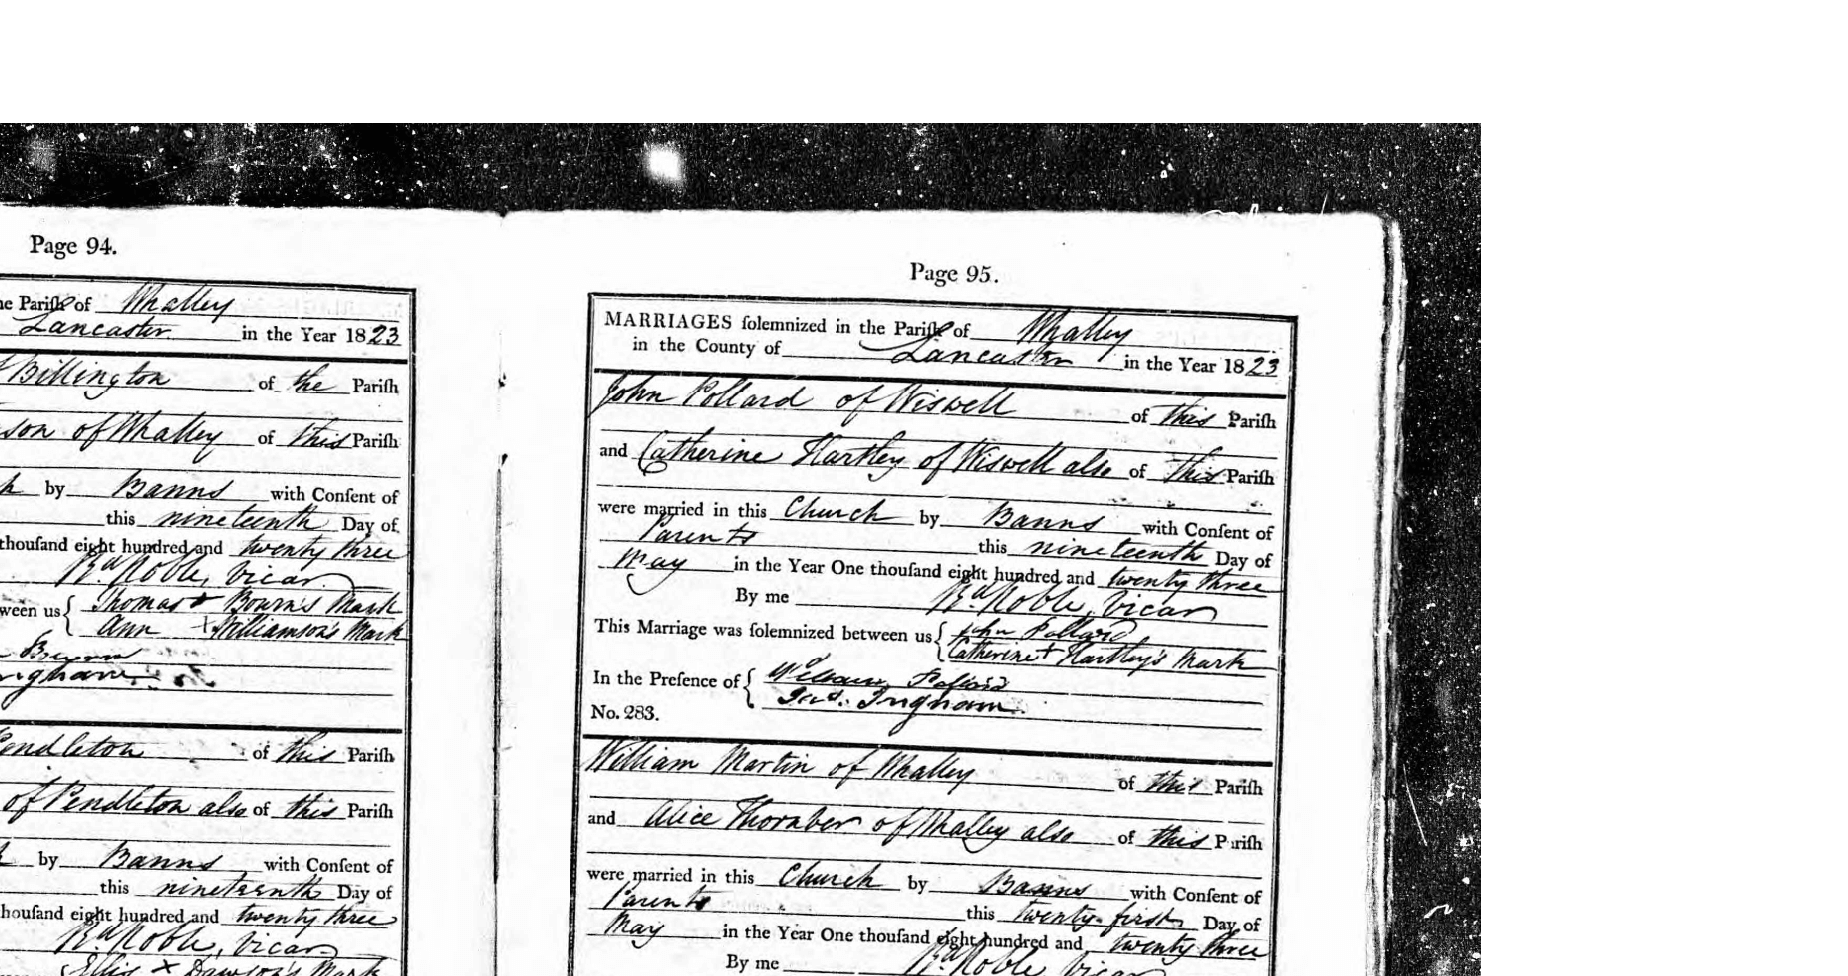 Page 94.
he Parish of Whalley
Lancaster in the Year 1823
Billington of the Parish
son of Whalley of this Parish
h by Banns with Consent of
this nineteenth Day of
thousand eight hundred and twenty three
Rd. Noble, Vicar
ween us { Thomas + Bourn's Mark
Ann + Williamson's Mark
ngham
Pendleton of this Parish
of Pendleton also of this Parish
by Banns with Consent of
this nineteenth Day of
housand eight hundred and twenty three
Rd. Noble, Vicar
Ellis + Dawson's Mark
Page 95.
MARRIAGES solemnized in the Parish of Whalley
in the County of Lancaster in the Year 1823
John Pollard of Wiswell of this Parish
and Catherine Hartley of Wiswell also of this Parish
were married in this Church by Banns with Consent of
Parents this nineteenth Day of
May in the Year One thousand eight hundred and twenty three
By me Rd. Noble, Vicar
This Marriage was solemnized between us { John Pollard,
Catherine + Hartley's Mark
In the Presence of { William Pollard
Ingham
No. 283.
William Martin of Whalley of this Parish
and Alice Thornber of Whalley also of this Parish
were married in this Church by Banns with Consent of
Parents this twenty-first Day of
May in the Year One thousand eight hundred and twenty three
By me Rd. Noble, Vicar